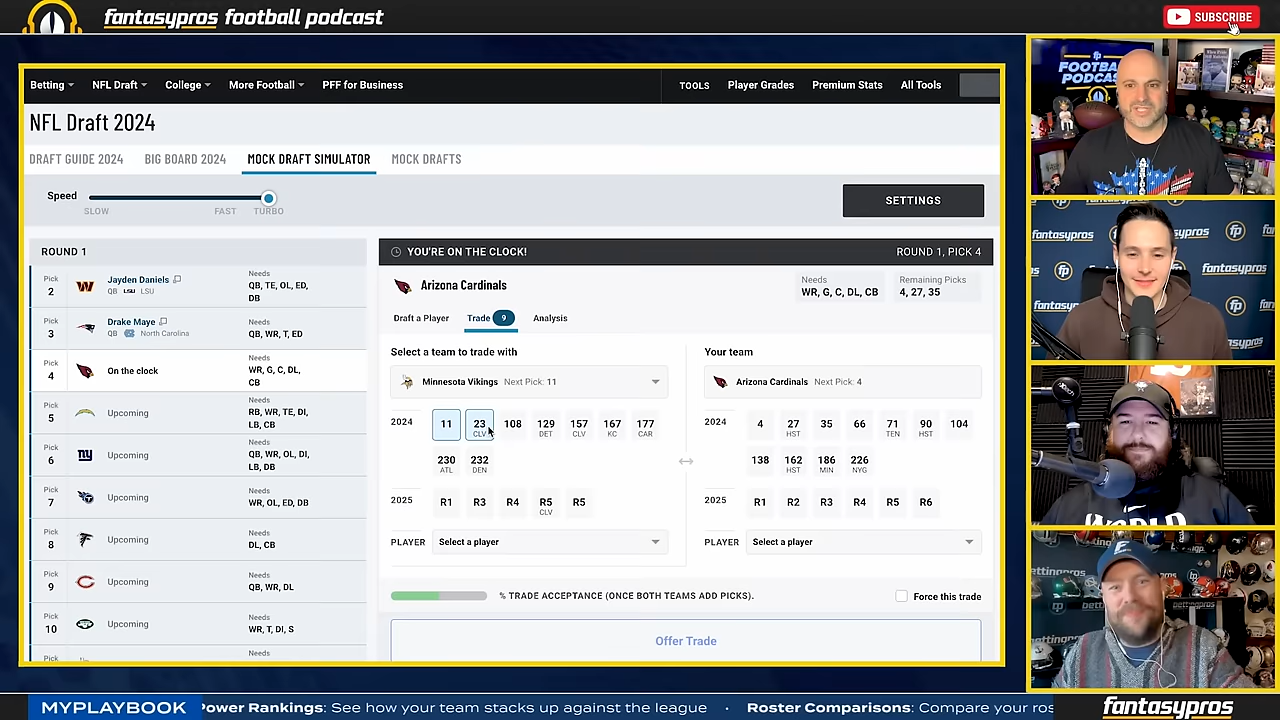 fantasypros football podcast
SUBSCRIBE
Betting NFL Draft College More Football PFF for Business TOOLS Player Grades Premium Stats All Tools
NFL Draft 2024
DRAFT GUIDE 2024 BIG BOARD 2024 MOCK DRAFT SIMULATOR MOCK DRAFTS
Speed
SLOW FAST TURBO
SETTINGS
ROUND 1
Pick 2 Jayden Daniels Needs
QB LSU LSU QB, TE, OL, ED, DB
Pick 3 Drake Maye Needs
QB North Carolina QB, WR, T, ED
Pick 4 On the clock Needs
WR, G, C, DL, CB
Pick 5 Upcoming Needs
RB, WR, TE, DI, LB, CB
Pick 6 Upcoming Needs
QB, WR, OL, DI, LB, DB
Pick 7 Upcoming Needs
WR, OL, ED, DB
Pick 8 Upcoming Needs
DL, CB
Pick 9 Upcoming Needs
QB, WR, DL
Pick 10 Upcoming Needs
WR, T, DI, S
Needs
YOU'RE ON THE CLOCK! ROUND 1, PICK 4
Arizona Cardinals
Needs
WR, G, C, DL, CB
Remaining Picks
4, 27, 35
Draft a Player Trade 9 Analysis
Select a team to trade with
Minnesota Vikings Next Pick: 11
2024 11 23 108 129 157 167 177
CLV DET CLV KC CAR
230 232
ATL DEN
2025 R1 R3 R4 R5 R5
CLV
PLAYER Select a player
Your team
Arizona Cardinals Next Pick: 4
2024 4 27 35 66 71 90 104
HST TEN HST
138 162 186 226
HST MIN NYG
2025 R1 R2 R3 R4 R5 R6
PLAYER Select a player
% TRADE ACCEPTANCE (ONCE BOTH TEAMS ADD PICKS).
Force this trade
Offer Trade
fp
FOOTBALL
PODCAST
fantasypros
fp
fantasypros
MYPLAYBOOK Power Rankings: See how your team stacks up against the league · Roster Comparisons: Compare your ros
fantasypros